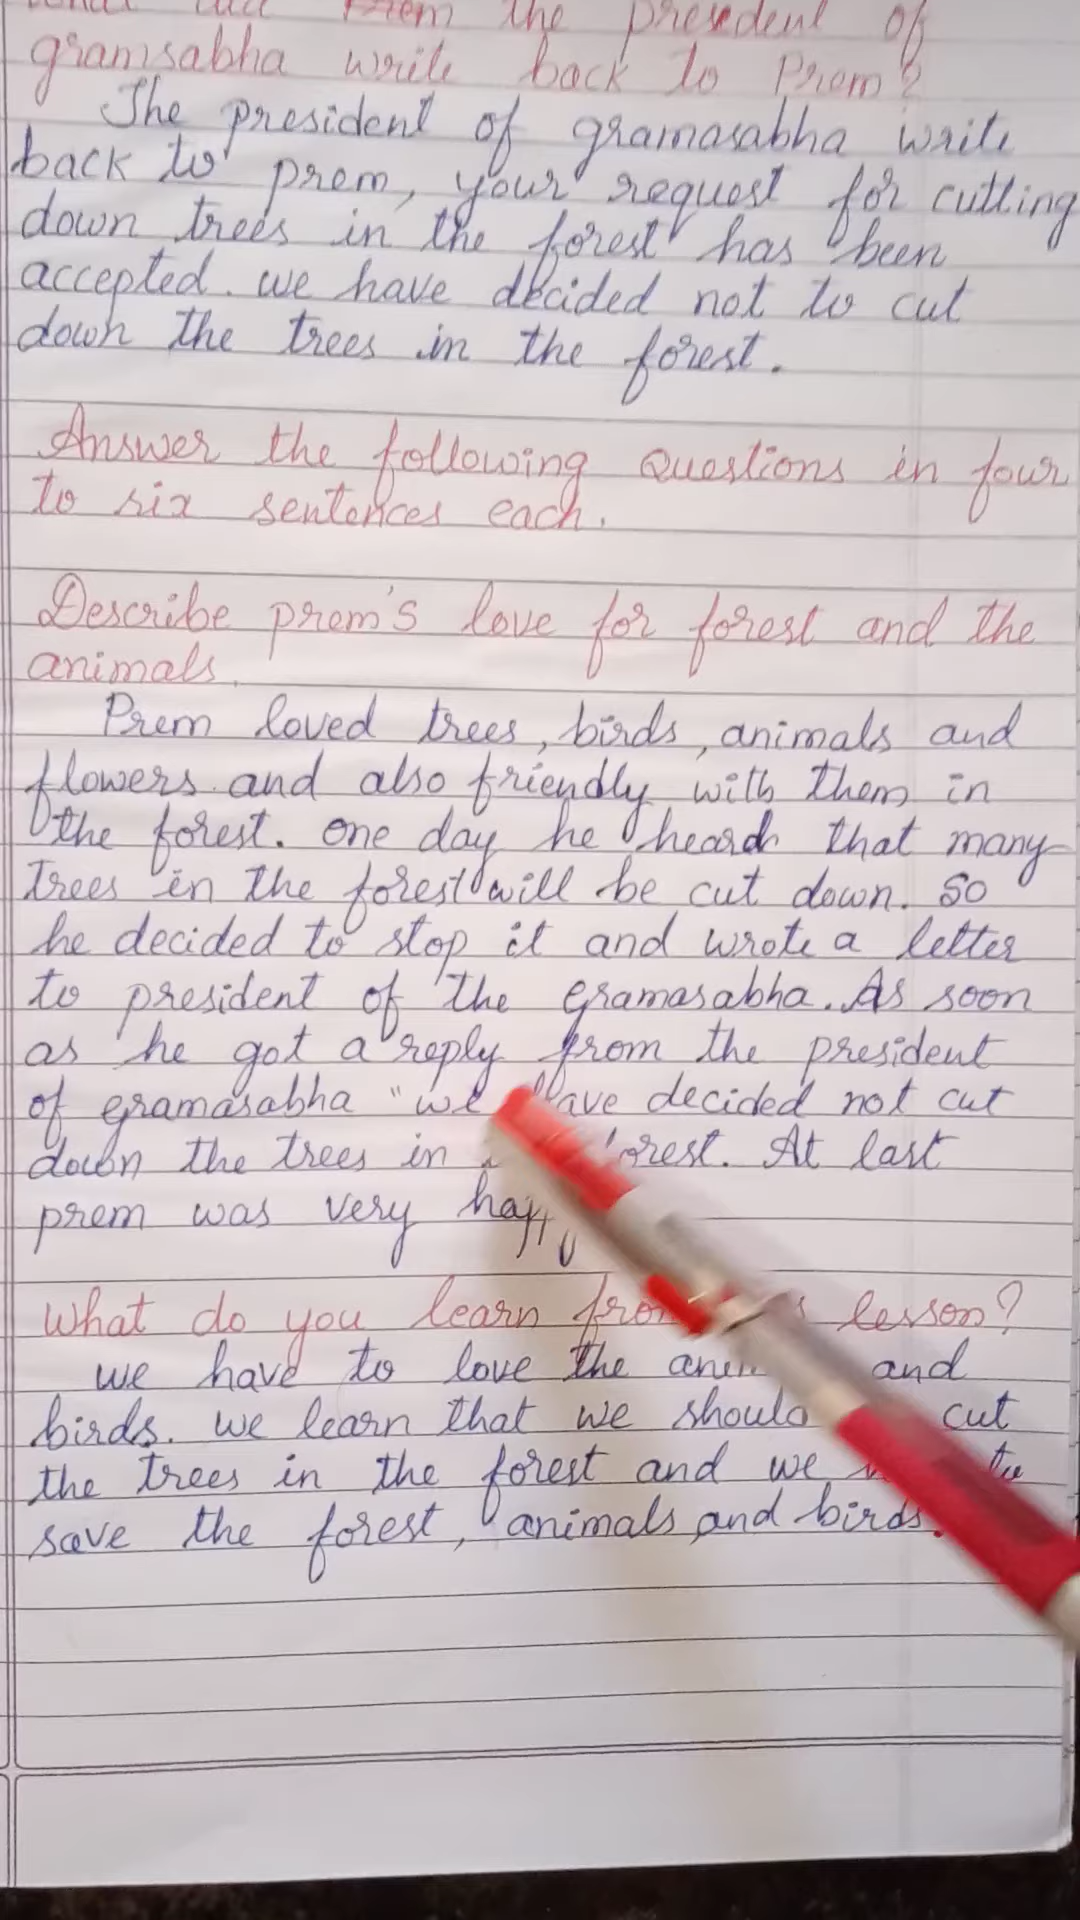 the president of
gramsabha write back to Prem?
The president of gramasabha write
back to prem, your request for cutting
down trees in the forest has been
accepted. we have decided not to cut
down the trees in the forest.
Answer the following Questions in four
to six sentences each.
Describe prem's love for forest and the
animals.
Prem loved trees, birds, animals and
flowers and also friendly with them in
the forest. one day he heard that many
trees in the forest will be cut down. so
he decided to stop it and wrote a letter
to president of the gramasabha. As soon
as he got a reply from the president
of gramasabha "we have decided not cut
down the trees in forest. At last
prem was very
What do you learn lesson?
we have to love the and
birds. we learn that we cut
the trees in the forest and we
save the forest, animals and birds.